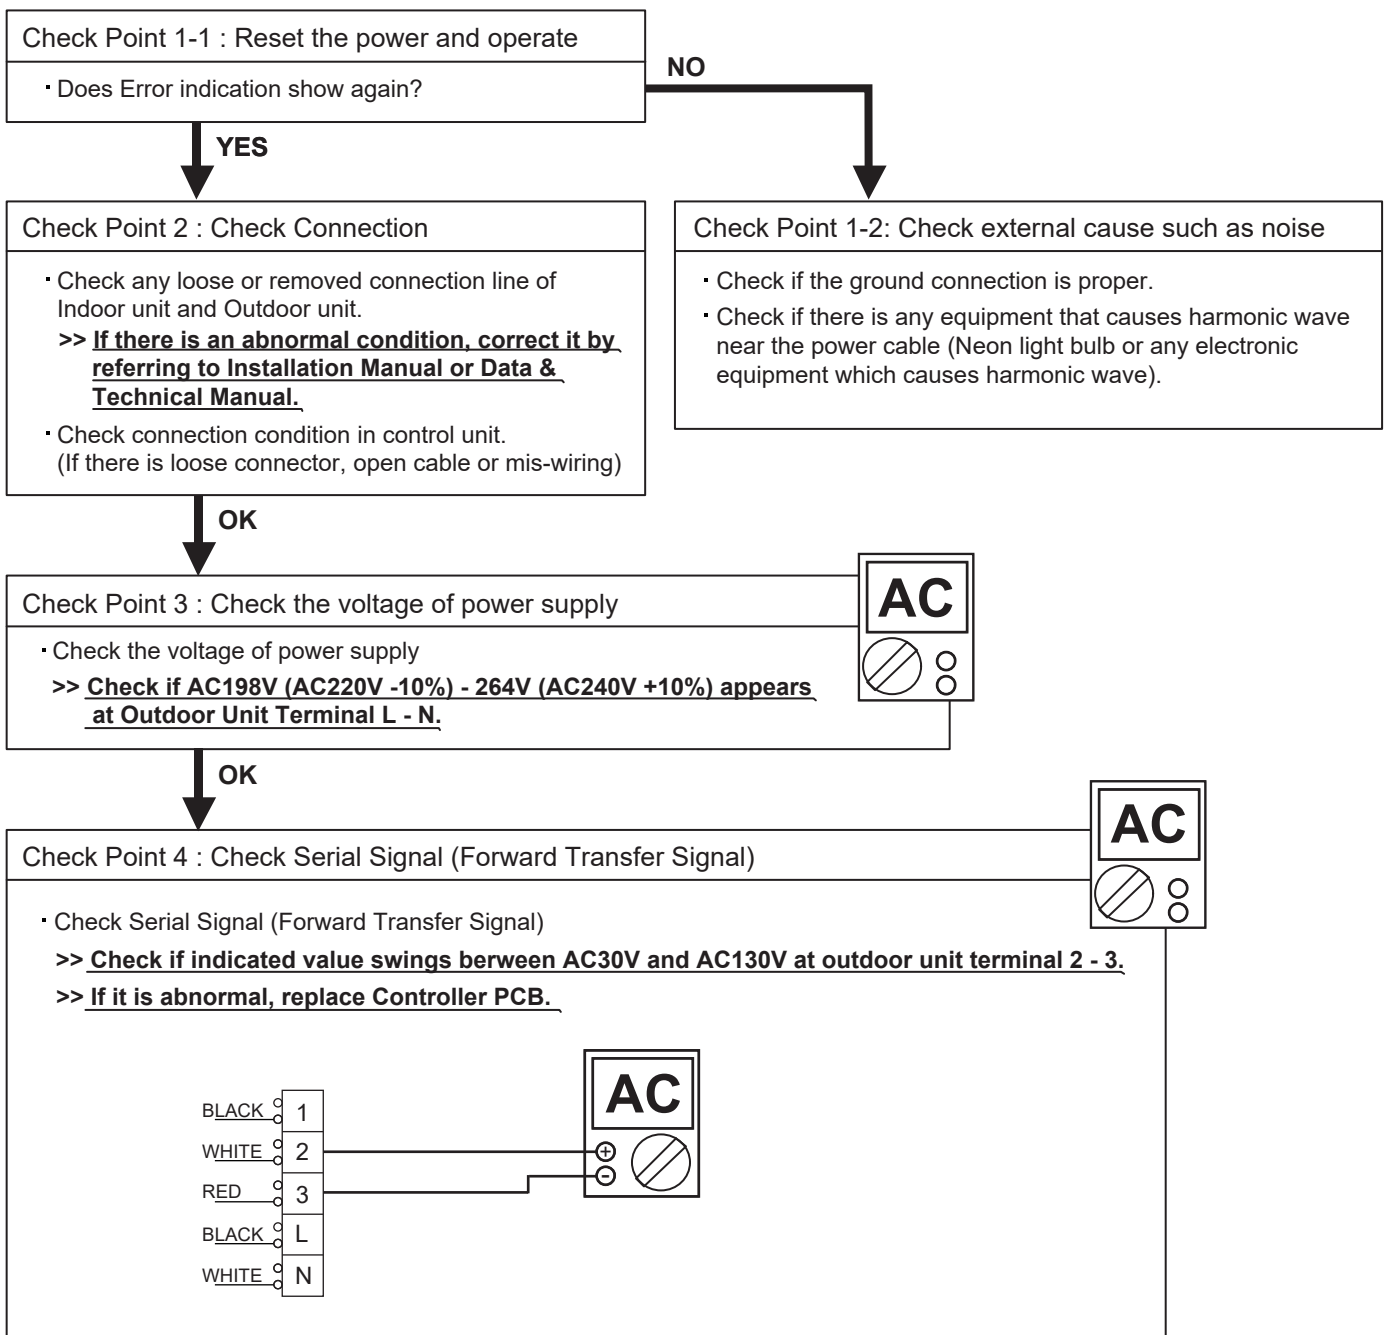 Check Point 1-1 : Reset the power and operate
· Does Error indication show again?
NO
YES
Check Point 2 : Check Connection
· Check any loose or removed connection line of
Indoor unit and Outdoor unit.
>> If there is an abnormal condition, correct it by
referring to Installation Manual or Data &
Technical Manual.
· Check connection condition in control unit.
(If there is loose connector, open cable or mis-wiring)
Check Point 1-2: Check external cause such as noise
· Check if the ground connection is proper.
· Check if there is any equipment that causes harmonic wave
near the power cable (Neon light bulb or any electronic
equipment which causes harmonic wave).
OK
Check Point 3 : Check the voltage of power supply
AC
· Check the voltage of power supply
>> Check if AC198V (AC220V -10%) - 264V (AC240V +10%) appears
at Outdoor Unit Terminal L - N.
OK
Check Point 4 : Check Serial Signal (Forward Transfer Signal)
AC
· Check Serial Signal (Forward Transfer Signal)
>> Check if indicated value swings berween AC30V and AC130V at outdoor unit terminal 2 - 3.
>> If it is abnormal, replace Controller PCB.
AC
BLACK 1
WHITE 2
+
RED 3
-
BLACK L
WHITE N